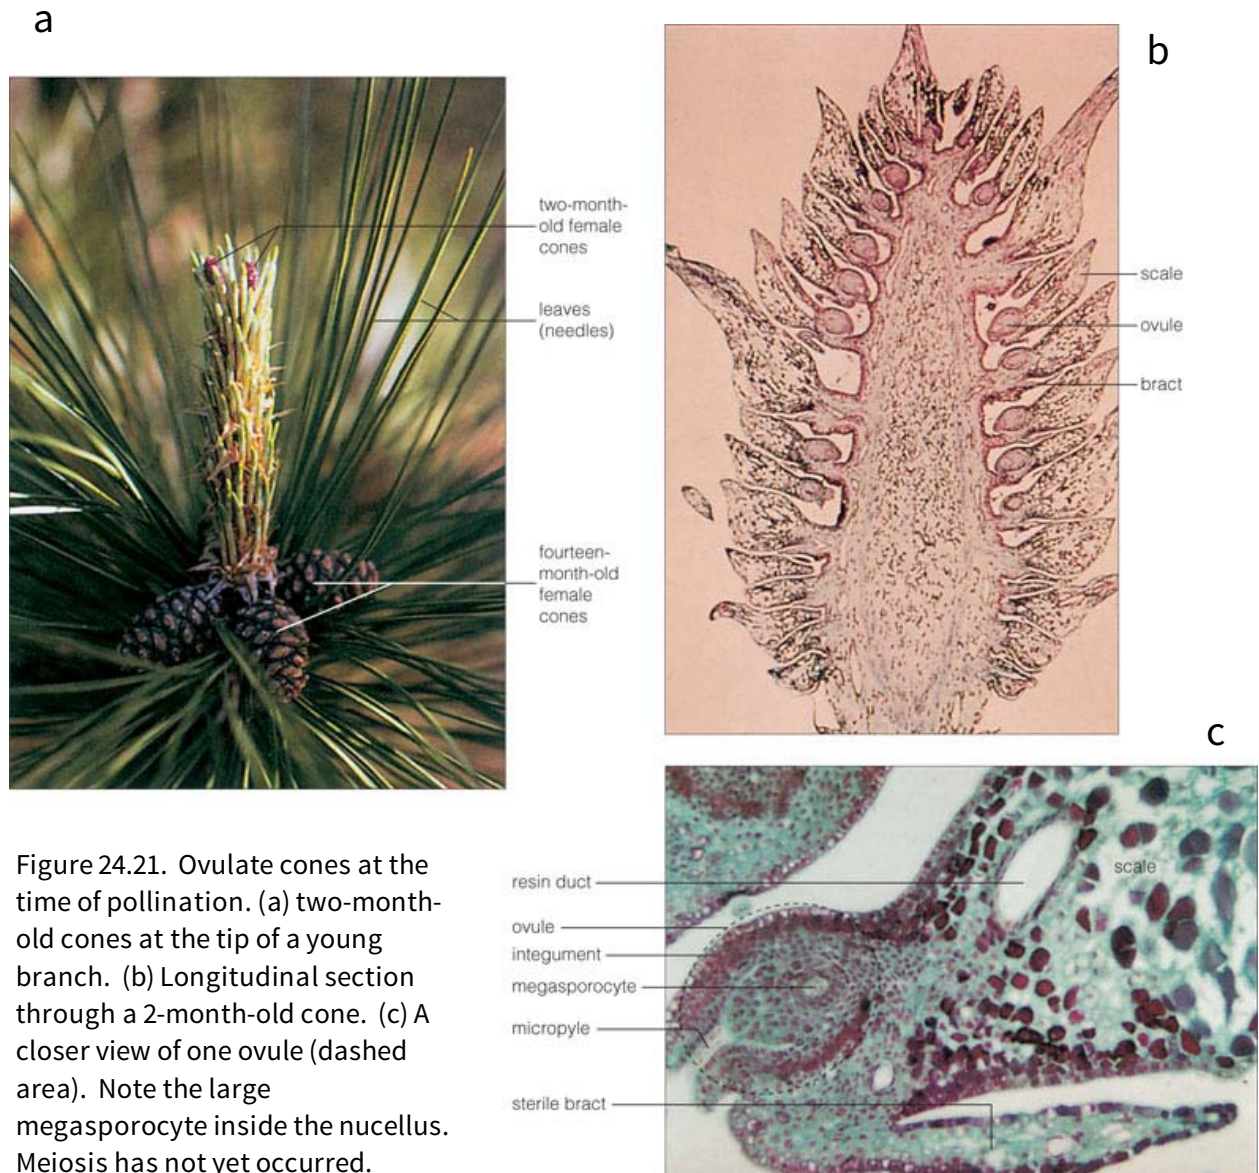 a
b
two-month-
old female
cones
leaves
(needles)
fourteen-
month-old
female
cones
scale
ovule
bract
c
resin duct
ovule
integument
megasporocyte
micropyle
sterile bract
scale
Figure 24.21. Ovulate cones at the
time of pollination. (a) two-month-
old cones at the tip of a young
branch. (b) Longitudinal section
through a 2-month-old cone. (c) A
closer view of one ovule (dashed
area). Note the large
megasporocyte inside the nucellus.
Meiosis has not yet occurred.